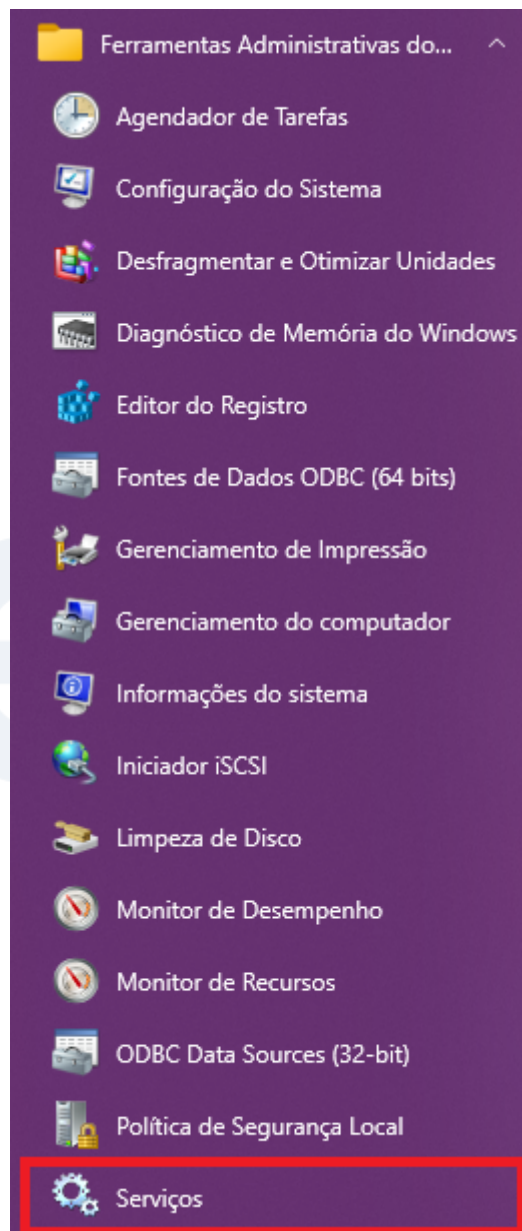 Ferramentas Administrativas do...
Agendador de Tarefas
Configuração do Sistema
Desfragmentar e Otimizar Unidades
Diagnóstico de Memória do Windows
Editor do Registro
Fontes de Dados ODBC (64 bits)
Gerenciamento de Impressão
Gerenciamento do computador
Informações do sistema
Iniciador iSCSI
Limpeza de Disco
Monitor de Desempenho
Monitor de Recursos
ODBC Data Sources (32-bit)
Política de Segurança Local
Serviços